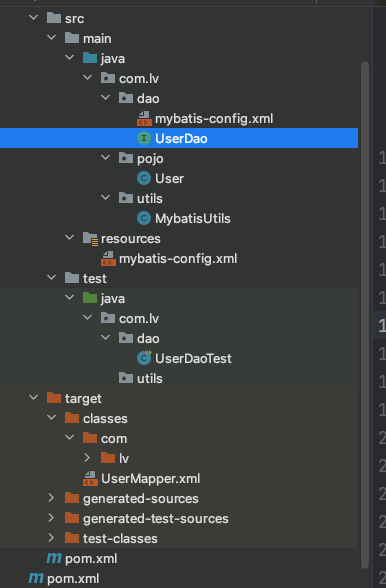 src
main
java
com.lv
dao
mybatis-config.xml
UserDao
pojo
User
utils
MybatisUtils
resources
mybatis-config.xml
test
java
com.lv
dao
UserDaoTest
utils
target
classes
com
lv
UserMapper.xml
generated-sources
generated-test-sources
test-classes
pom.xml
pom.xml